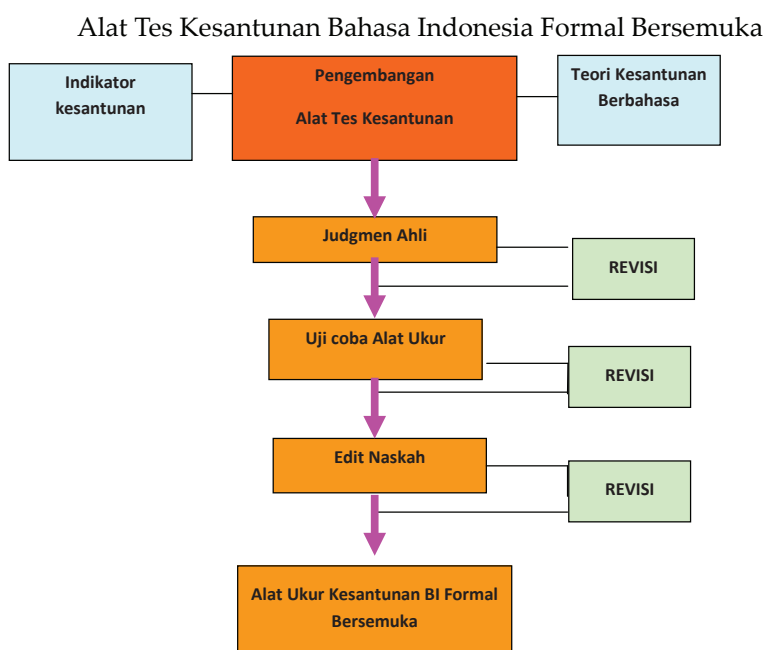 Alat Tes Kesantunan Bahasa Indonesia Formal Bersemuka
Indikator
kesantunan
Pengembangan
Alat Tes Kesantunan
Teori Kesantunan
Berbahasa
Judgmen Ahli
REVISI
Uji coba Alat Ukur
REVISI
Edit Naskah
REVISI
Alat Ukur Kesantunan BI Formal
Bersemuka